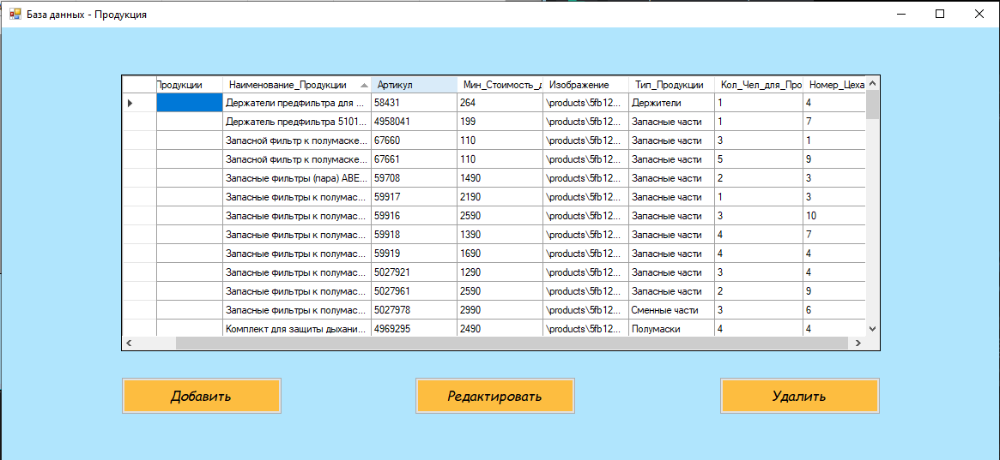 База данных - Продукция
Продукции Наименование_Продукции Артикул Мин_Стоимость_д Изображение Тип_Продукции Кол_Чел_для_Про Номер_Цеха
Держатели предфильтра для ... 58431 264 \products\5fb12... Держители 1 4
Держатель предфильтра 5101... 4958041 199 \products\5fb12... Запасные части 1 7
Запасной фильтр к полумаске... 67660 110 \products\5fb12... Запасные части 3 1
Запасной фильтр к полумаске... 67661 110 \products\5fb12... Запасные части 5 9
Запасные фильтры (пара) АВЕ... 59708 1490 \products\5fb12... Запасные части 2 3
Запасные фильтры к полумас... 59917 2190 \products\5fb12... Запасные части 1 3
Запасные фильтры к полумас... 59916 2590 \products\5fb12... Запасные части 3 10
Запасные фильтры к полумас... 59918 1390 \products\5fb12... Запасные части 4 7
Запасные фильтры к полумас... 59919 1690 \products\5fb12... Запасные части 4 4
Запасные фильтры к полумас... 5027921 1290 \products\5fb12... Запасные части 3 4
Запасные фильтры к полумас... 5027961 2590 \products\5fb12... Запасные части 2 9
Запасные фильтры к полумас... 5027978 2990 \products\5fb12... Сменные части 3 6
Комплект для защиты дыхани... 4969295 2490 \products\5fb12... Полумаски 4 4
Добавить Редактировать Удалить